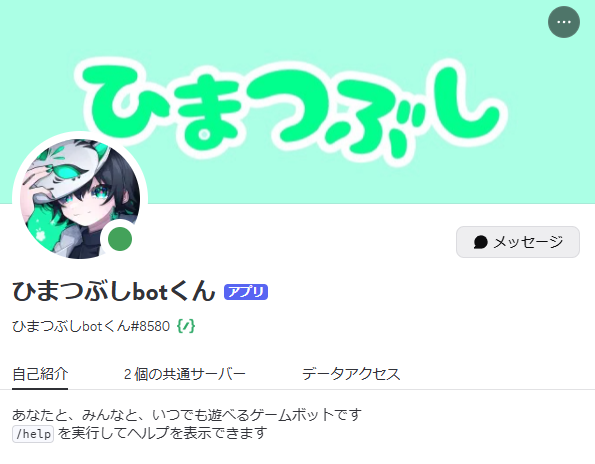 ひまつぶし
メッセージ
ひまつぶしbotくん アプリ
ひまつぶしbotくん#8580 {/}
自己紹介 2 個の共通サーバー データアクセス
あなたと、みんなと、いつでも遊べるゲームボットです
/help を実行してヘルプを表示できます